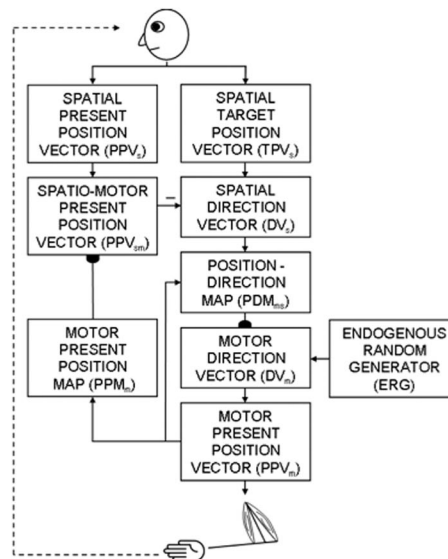 SPATIAL
PRESENT
POSITION
VECTOR (PPVs)
SPATIAL
TARGET
POSITION
VECTOR (TPVs)
SPATIO-MOTOR
PRESENT
POSITION
VECTOR (PPVsm)
–
SPATIAL
DIRECTION
VECTOR (DVs)
POSITION -
DIRECTION
MAP (PDMms)
MOTOR
PRESENT
POSITION
MAP (PPMm)
MOTOR
DIRECTION
VECTOR (DVm)
ENDOGENOUS
RANDOM
GENERATOR
(ERG)
MOTOR
PRESENT
POSITION
VECTOR (PPVm)